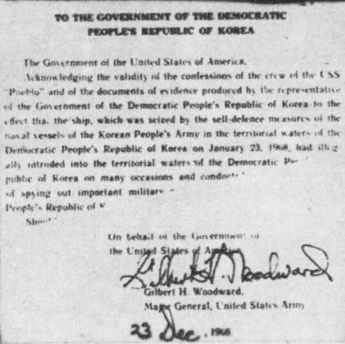 TO THE GOVERNMENT OF THE DEMOCRATIC
PEOPLE'S REPUBLIC OF KOREA
The Government of the United States of America,
Acknowledging the validity of the confessions of the crew of the USS
"Pueblo" and of the documents of evidence produced by the representative
of the Government of the Democratic People's Republic of Korea to the
effect that the ship, which was seized by the self-defence measures of the
naval vessels of the Korean People's Army in the territorial waters of the
Democratic People's Republic of Korea on January 23, 1968, had illeg-
ally intruded into the territorial waters of the Democratic
public of Korea on many occasions and
of spying out important military
People's Republic of
On behalf of the Government of
the United States of America
Gilbert H. Woodward
Gilbert H. Woodward,
Major General, United States Army
23 Dec. 1968